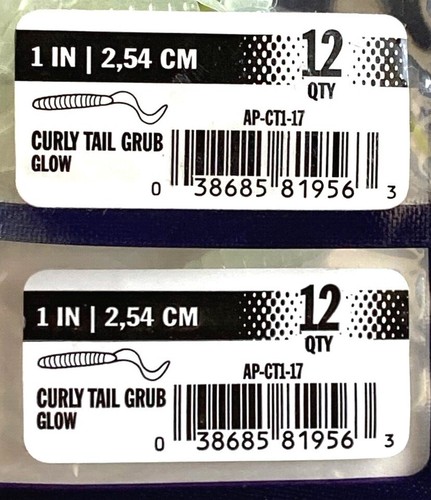 1 IN | 2,54 CM
12
QTY
AP-CT1-17
CURLY TAIL GRUB
GLOW
0 38685 81956 3
1 IN | 2,54 CM
12
QTY
AP-CT1-17
CURLY TAIL GRUB
GLOW
0 38685 81956 3